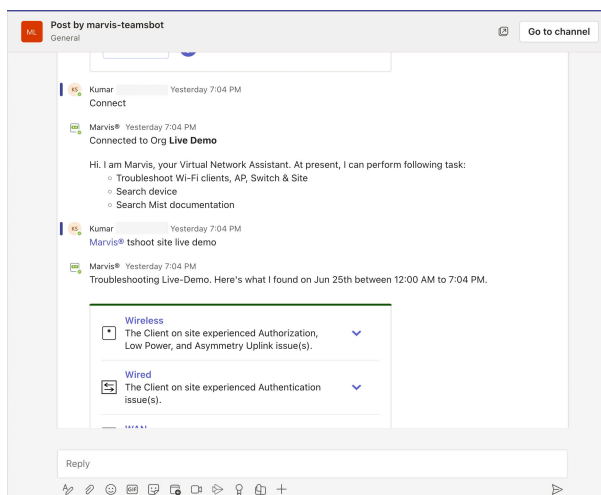 ML
Post by marvis-teamsbot
General
Go to channel
KS
Kumar Yesterday 7:04 PM
Connect
Marvis® Yesterday 7:04 PM
Connected to Org Live Demo
Hi. I am Marvis, your Virtual Network Assistant. At present, I can perform following task:
○ Troubleshoot Wi-Fi clients, AP, Switch & Site
○ Search device
○ Search Mist documentation
KS
Kumar Yesterday 7:04 PM
Marvis® tshoot site live demo
Marvis® Yesterday 7:04 PM
Troubleshooting Live-Demo. Here's what I found on Jun 25th between 12:00 AM to 7:04 PM.
Wireless
The Client on site experienced Authorization,
Low Power, and Asymmetry Uplink issue(s).
Wired
The Client on site experienced Authentication
issue(s).
WAN
Reply
GIF